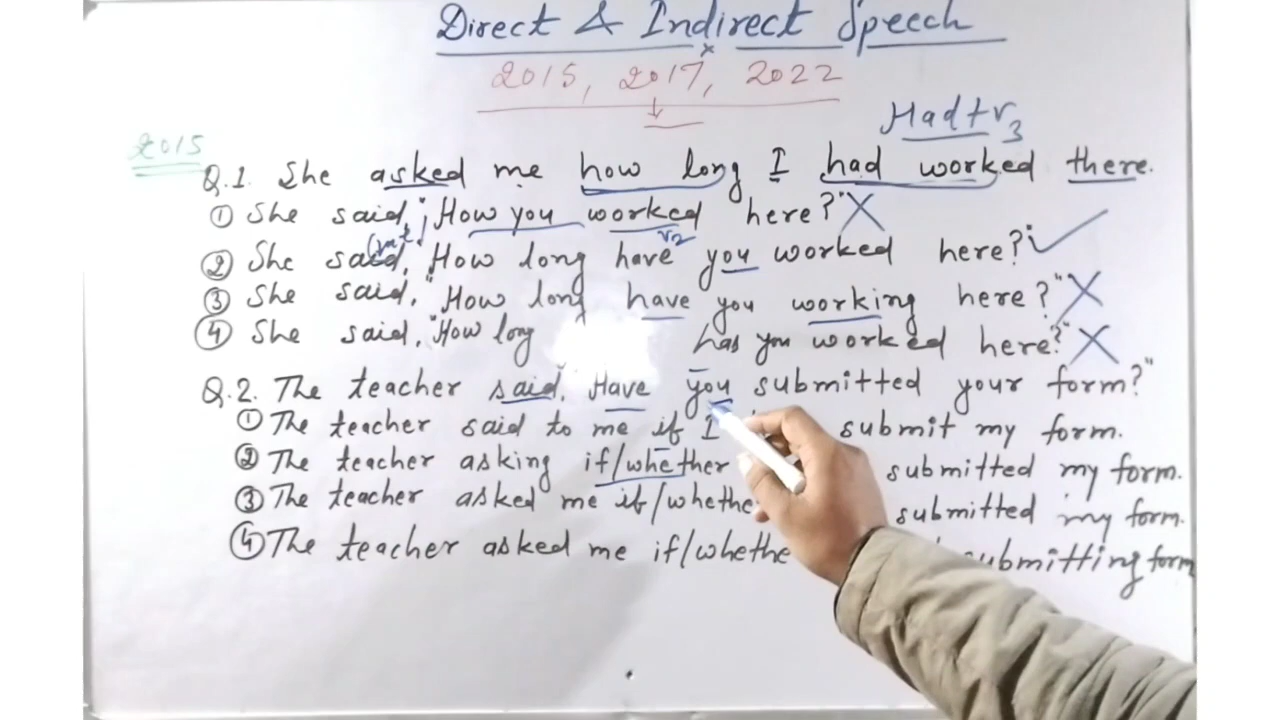 Direct & Indirect Speech
2015, 2017, 2022
Had + V3
2015
Q.1. She asked me how long I had worked there.
① She said, "How you worked here?" X
② She said, "How long have you worked here?" ✓
③ She said, "How long have you working here?" X
④ She said, "How long has you worked here?" X
Q.2. The teacher said, "Have you submitted your form?"
① The teacher said to me if I submit my form.
② The teacher asking if/whether submitted my form.
③ The teacher asked me if/whethe submitted my form.
④ The teacher asked me if/whethe submitting form